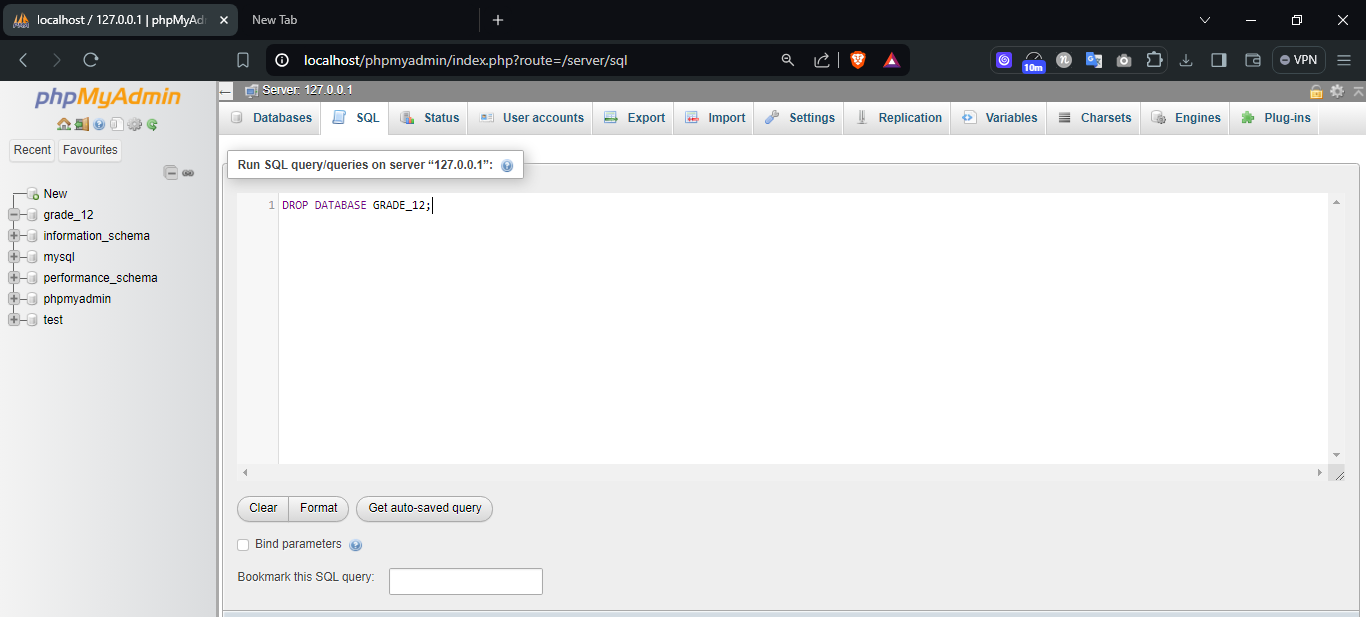 localhost / 127.0.0.1 | phpMyAd
New Tab
localhost/phpmyadmin/index.php?route=/server/sql
10m
VPN
phpMyAdmin
Recent
Favourites
New
grade_12
information_schema
mysql
performance_schema
phpmyadmin
test
Server: 127.0.0.1
Databases
SQL
Status
User accounts
Export
Import
Settings
Replication
Variables
Charsets
Engines
Plug-ins
Run SQL query/queries on server “127.0.0.1”:
1 DROP DATABASE GRADE_12;
Clear
Format
Get auto-saved query
Bind parameters
Bookmark this SQL query: